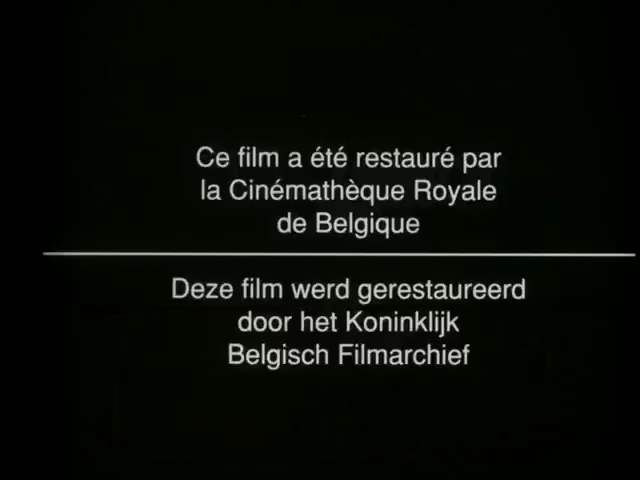 Ce film a été restauré par
la Cinémathèque Royale
de Belgique
Deze film werd gerestaureerd
door het Koninklijk
Belgisch Filmarchief